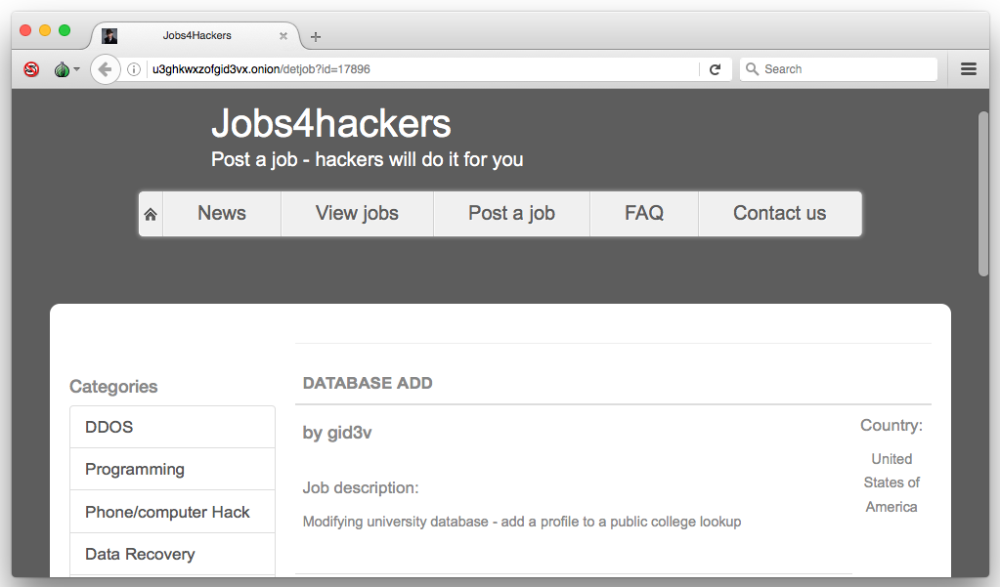 Jobs4Hackers
u3ghkwxzofgid3vx.onion/detjob?id=17896
Search
Jobs4hackers
Post a job - hackers will do it for you
News View jobs Post a job FAQ Contact us
Categories
DDOS
Programming
Phone/computer Hack
Data Recovery
DATABASE ADD
by gid3v
Job description:
Modifying university database - add a profile to a public college lookup
Country:
United
States of
America